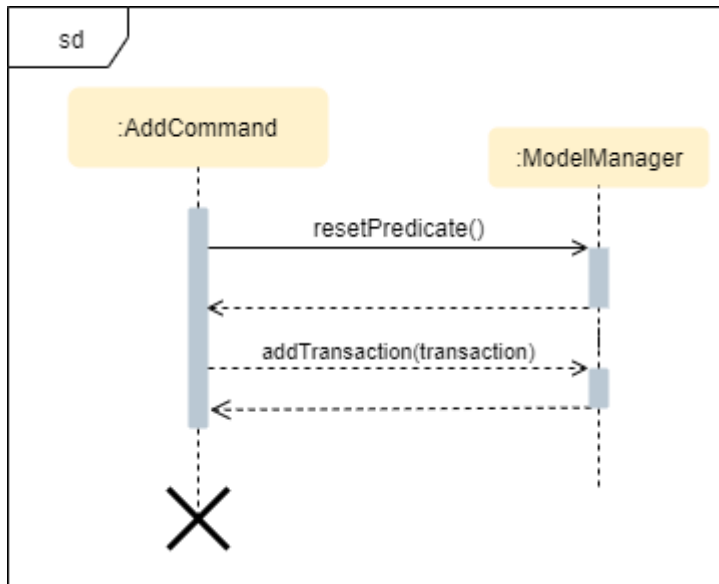 sd
:AddCommand
:ModelManager
resetPredicate()
addTransaction(transaction)